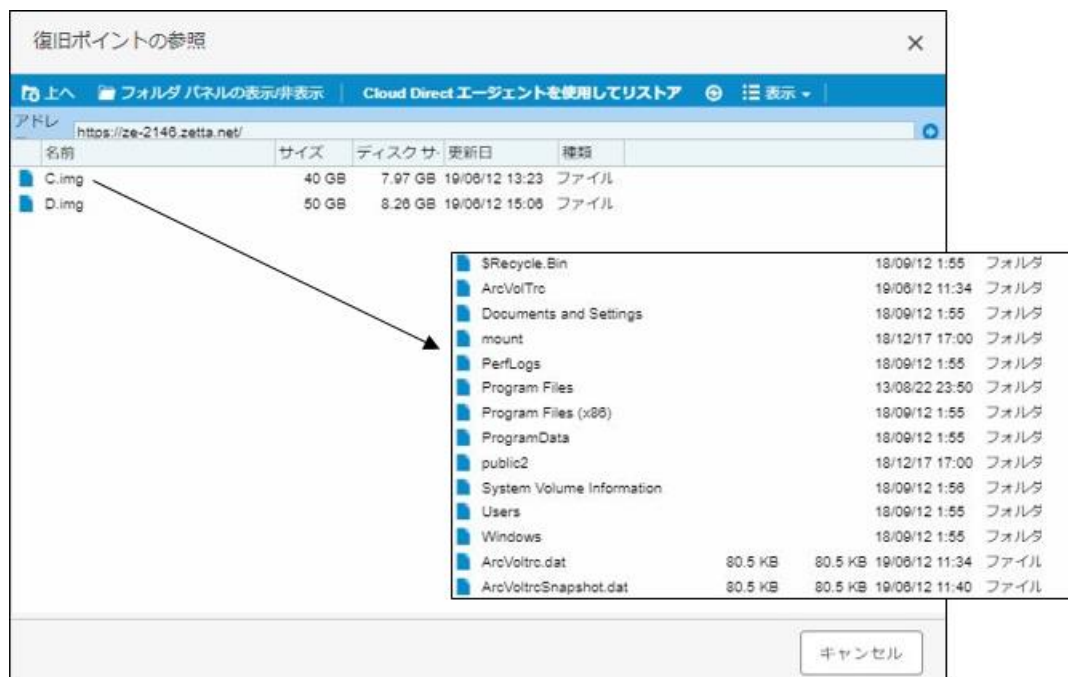 復旧ポイントの参照
上へ フォルダ パネルの表示/非表示 Cloud Direct エージェントを使用してリストア 表示
アドレ
https://ze-2146.zetta.net/
名前 サイズ ディスク サ 更新日 種類
C.img 40 GB 7.97 GB 19/06/12 13:23 ファイル
D.img 50 GB 8.26 GB 19/06/12 15:06 ファイル
$Recycle.Bin 18/09/12 1:55 フォルダ
ArcVolTrc 19/06/12 11:34 フォルダ
Documents and Settings 18/09/12 1:55 フォルダ
mount 18/12/17 17:00 フォルダ
PerfLogs 18/09/12 1:55 フォルダ
Program Files 13/08/22 23:50 フォルダ
Program Files (x86) 18/09/12 1:55 フォルダ
ProgramData 18/09/12 1:55 フォルダ
public2 18/12/17 17:00 フォルダ
System Volume Information 18/09/12 1:56 フォルダ
Users 18/09/12 1:55 フォルダ
Windows 18/09/12 1:55 フォルダ
ArcVoltrc.dat 80.5 KB 80.5 KB 19/06/12 11:34 ファイル
ArcVoltrcSnapshot.dat 80.5 KB 80.5 KB 19/06/12 11:40 ファイル
キャンセル